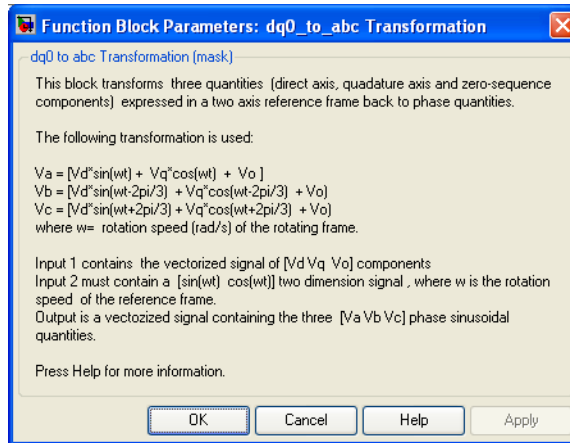 Function Block Parameters: dq0_to_abc Transformation
dq0 to abc Transformation (mask)
This block transforms three quantities (direct axis, quadature axis and zero-sequence
components) expressed in a two axis reference frame back to phase quantities.
The following transformation is used:
Va = [Vd*sin(wt) + Vq*cos(wt) + Vo ]
Vb = [Vd*sin(wt-2pi/3) + Vq*cos(wt-2pi/3) + Vo)
Vc = [Vd*sin(wt+2pi/3) + Vq*cos(wt+2pi/3) + Vo)
where w= rotation speed (rad/s) of the rotating frame.
Input 1 contains the vectorized signal of [Vd Vq Vo] components
Input 2 must contain a [sin(wt) cos(wt)] two dimension signal , where w is the rotation
speed of the reference frame.
Output is a vectozized signal containing the three [Va Vb Vc] phase sinusoidal
quantities.
Press Help for more information.
OK Cancel Help Apply